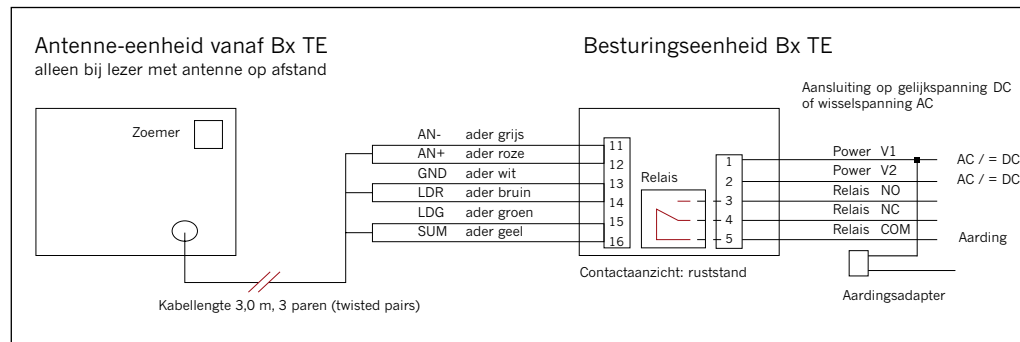 Antenne-eenheid vanaf Bx TE
alleen bij lezer met antenne op afstand
Zoemer
Kabellengte 3,0 m, 3 paren (twisted pairs)
AN- ader grijs
AN+ ader roze
GND ader wit
LDR ader bruin
LDG ader groen
SUM ader geel
Besturingseenheid Bx TE
11
12
13
14
15
16
Relais
1
2
3
4
5
Contactaanzicht: ruststand
Aansluiting op gelijkspanning DC
of wisselspanning AC
Power V1 AC / = DC
Power V2 AC / = DC
Relais NO
Relais NC
Relais COM Aarding
Aardingsadapter